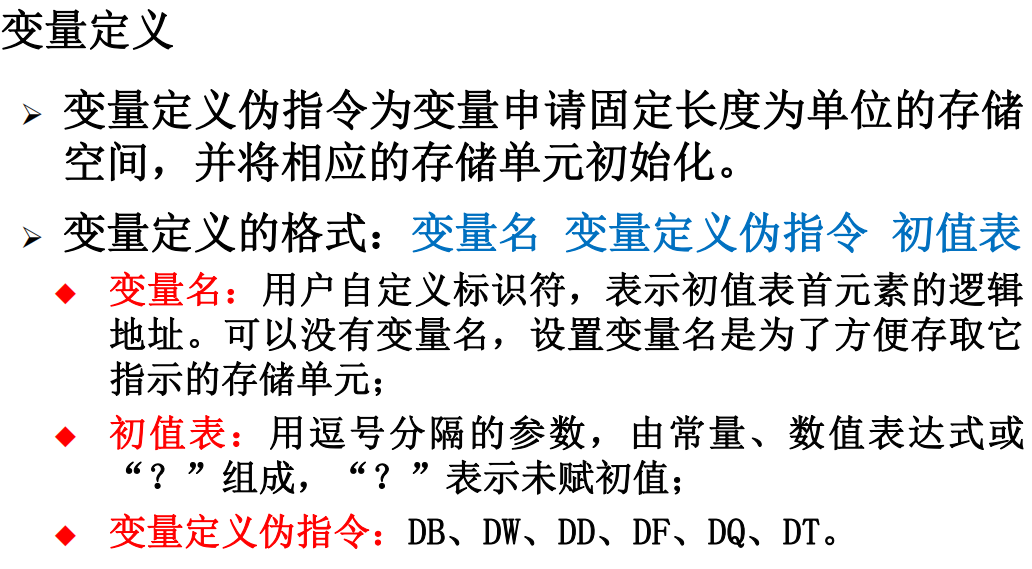 变量定义
变量定义伪指令为变量申请固定长度为单位的存储
空间，并将相应的存储单元初始化。
变量定义的格式：变量名 变量定义伪指令 初值表
变量名：用户自定义标识符，表示初值表首元素的逻辑
地址。可以没有变量名，设置变量名是为了方便存取它
指示的存储单元；
初值表：用逗号分隔的参数，由常量、数值表达式或
“？”组成，“？”表示未赋初值；
变量定义伪指令：DB、DW、DD、DF、DQ、DT。